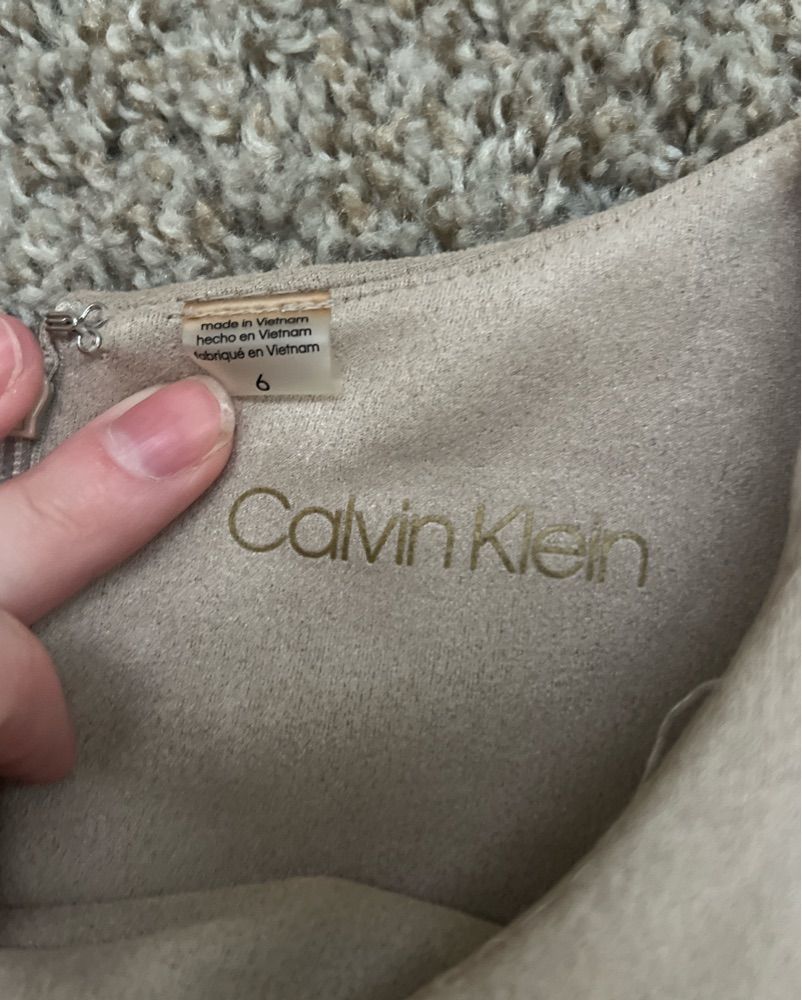 made in Vietnam
hecho en Vietnam
fabriqué en Vietnam
6
Calvin Klein